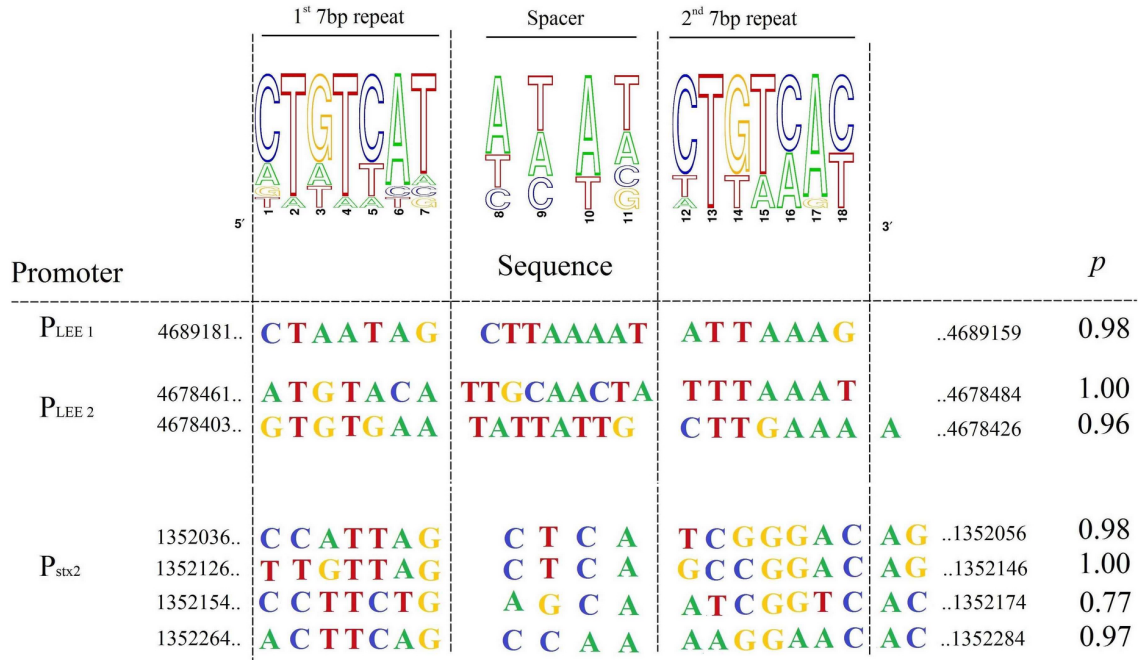 1st 7bp repeat Spacer 2nd 7bp repeat
CTGTCAT ATAT CTGTCAC
A A T T A T A A T A T A A T
G T C C C T A G
T A T A A C C G G A
1 2 3 4 5 6 7 8 9 10 11 12 13 14 15 16 17 18
5′ 3′
Promoter Sequence p
PLEE 1 4689181.. CTAATAG CTTAAAAT ATTAAAG ..4689159 0.98
PLEE 2 4678461.. ATGTACA TTGCAACTA TTTAAAT ..4678484 1.00
4678403.. GTGTGAA TATTATTG CTTGAAA A ..4678426 0.96
Pstx2 1352036.. CCATTAG CTCA TCGGGAC AG ..1352056 0.98
1352126.. TTGTTAG CTCA GCCGGAC AG ..1352146 1.00
1352154.. CCTTCTG AGCA ATCGGTC AC ..1352174 0.77
1352264.. ACTTCAG CCAA AAGGAAC AC ..1352284 0.97